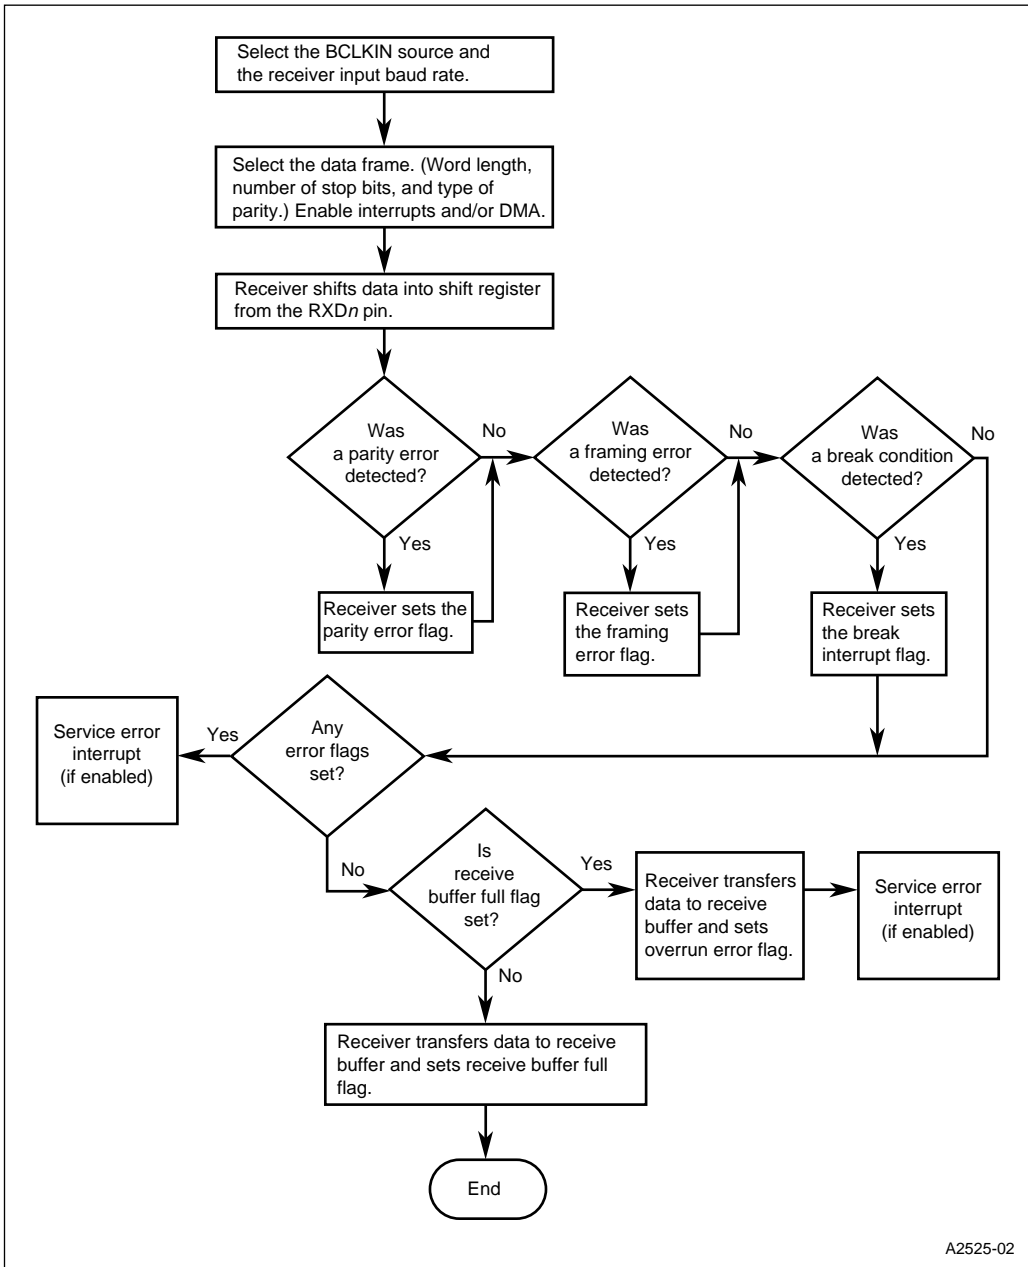 Select the BCLKIN source and
the receiver input baud rate.
Select the data frame. (Word length,
number of stop bits, and type of
parity.) Enable interrupts and/or DMA.
Receiver shifts data into shift register
from the RXDn pin.
Was
a parity error
detected?
No
Yes
Receiver sets the
parity error flag.
Was
a framing error
detected?
No
Yes
Receiver sets
the framing
error flag.
Was
a break condition
detected?
No
Yes
Receiver sets
the break
interrupt flag.
Any
error flags
set?
Yes
Service error
interrupt
(if enabled)
No
Is
receive
buffer full flag
set?
Yes
Receiver transfers
data to receive
buffer and sets
overrun error flag.
Service error
interrupt
(if enabled)
No
Receiver transfers data to receive
buffer and sets receive buffer full
flag.
End
A2525-02